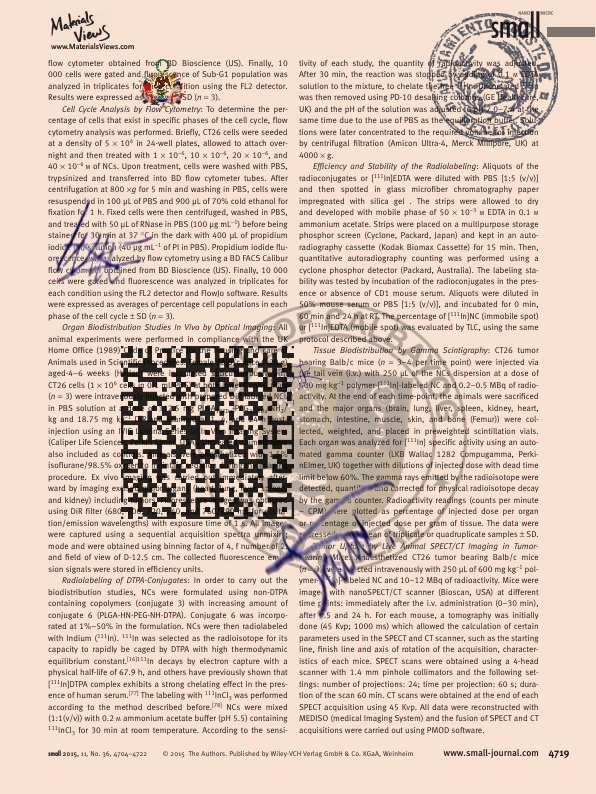 Materials
Views
www.MaterialsViews.com
NANO MICRO
small
flow cytometer obtained from BD Bioscience (US). Finally, 10
000 cells were gated and fluorescence of Sub-G1 population was
analyzed in triplicates for each condition using the FL2 detector.
Results were expressed as SD (n = 3).
Cell Cycle Analysis by Flow Cytometry: To determine the per-
centage of cells that exist in specific phases of the cell cycle, flow
cytometry analysis was performed. Briefly, CT26 cells were seeded
at a density of 5 × 10⁴ in 24-well plates, allowed to attach over-
night and then treated with 1 × 10⁻⁶, 10 × 10⁻⁶, 20 × 10⁻⁶, and
40 × 10⁻⁶ M of NCs. Upon treatment, cells were washed with PBS,
trypsinized and transferred into BD flow cytometer tubes. After
centrifugation at 800 ×g for 5 min and washing in PBS, cells were
resuspended in 100 µL of PBS and 900 µL of 70% cold ethanol for
fixation for 1 h. Fixed cells were then centrifuged, washed in PBS,
and treated with 50 µL of RNase in PBS (100 µg mL⁻¹) before being
stained for 30 min at 37 °C in the dark with 400 µL of propidium
iodide solution (40 µg mL⁻¹ of PI in PBS). Propidium iodide flu-
orescence was analyzed by flow cytometry using a BD FACS Calibur
flow cytometer obtained from BD Bioscience (US). Finally, 10 000
cells were gated and fluorescence was analyzed in triplicates for
each condition using the FL2 detector and FlowJo software. Results
were expressed as averages of percentage cell populations in each
phase of the cell cycle ± SD (n = 3).
Organ Biodistribution Studies In Vivo by Optical Imaging: All
animal experiments were performed in compliance with the UK
Home Office (1989) Code of
Animals used in Scientific
aged-4–6 weeks
CT26 cells (1 × 10⁶
(n = 3) were
in PBS solution at
kg and 18.75 mg
injection using an
(Caliper Life Sciences
also included as
isoflurane/98.5%
procedure. Ex vivo
ward by imaging
and kidney) including
using DiR filter (680,
tion/emission wavelengths) with exposure time of 1 s. All images
were captured using a sequential acquisition spectra unmixing
mode and were obtained using binning factor of 4, f number of 2
and field of view of D-12.5 cm. The collected fluorescence emis-
sion signals were stored in efficiency units.
Radiolabeling of DTPA-Conjugates: In order to carry out the
biodistribution studies, NCs were formulated using non-DTPA
containing copolymers (conjugate 3) with increasing amount of
conjugate 6 (PLGA-HN-PEG-NH-DTPA). Conjugate 6 was incorpo-
rated at 1%–50% in the formulation. NCs were then radiolabeled
with Indium (¹¹¹In). ¹¹¹In was selected as the radioisotope for its
capacity to rapidly be caged by DTPA with high thermodynamic
equilibrium constant.[76]¹¹¹In decays by electron capture with a
physical half-life of 67.9 h, and others have previously shown that
[¹¹¹In]DTPA complex exhibits a strong chelating effect in the pres-
ence of human serum.[77] The labeling with ¹¹¹InCl₃ was performed
according to the method described before.[78] NCs were mixed
(1:1(v/v)) with 0.2 M ammonium acetate buffer (pH 5.5) containing
¹¹¹InCl₃ for 30 min at room temperature. According to the sensi-
tivity of each study, the quantity of radioactivity was adjusted.
After 30 min, the reaction was stopped by adding 0.1 M EDTA
solution to the mixture, to chelate the free
was then removed using PD-10 desalting columns (GE Healthcare,
UK) and the pH of the solution was adjusted to pH 7.0–7.4 at the
same time due to the use of PBS as the equilibration buffer. Solu-
tions were later concentrated to the required volume for injection
by centrifugal filtration (Amicon Ultra-4, Merck Millipore, UK) at
4000 × g.
Efficiency and Stability of the Radiolabeling: Aliquots of the
radioconjugates or [¹¹¹In]EDTA were diluted with PBS [1:5 (v/v)]
and then spotted in glass microfiber chromatography paper
impregnated with silica gel . The strips were allowed to dry
and developed with mobile phase of 50 × 10⁻³ M EDTA in 0.1 M
ammonium acetate. Strips were placed on a multipurpose storage
phosphor screen (Cyclone, Packard, Japan) and kept in an auto-
radiography cassette (Kodak Biomax Cassette) for 15 min. Then,
quantitative autoradiography counting was performed using a
cyclone phosphor detector (Packard, Australia). The labeling sta-
bility was tested by incubation of the radioconjugates in the pres-
ence or absence of CD1 mouse serum. Aliquots were diluted in
50% mouse serum or PBS [1:5 (v/v)], and incubated for 0 min,
60 min and 24 h at RT. The percentage of [¹¹¹In]NC (immobile spot)
or [¹¹¹In]EDTA (mobile spot) was evaluated by TLC, using the same
protocol described above.
Tissue Biodistribution by Gamma Scintigraphy: CT26 tumor
bearing Balb/c mice (n = 3–4 per time point) were injected via
the tail vein (i.v.) with 250 µL of the NCs dispersion at a dose of
600 mg kg⁻¹ polymer-[¹¹¹In]-labeled NC and 0.2–0.5 MBq of radio-
activity. At the end of each time-point, the animals were sacrificed
and the major organs (brain, lung, liver, spleen, kidney, heart,
stomach, intestine, muscle, skin, and bone (femur)) were col-
lected, weighed, and placed in preweighted scintillation vials.
Each organ was analyzed for [¹¹¹In] specific activity using an auto-
mated gamma counter (LKB Wallac 1282 Compugamma, Perki-
nElmer, UK) together with dilutions of injected dose with dead time
limit below 60%. The gamma rays emitted by the radioisotope were
detected, quantified and corrected for physical radioisotope decay
by the gamma counter. Radioactivity readings (counts per minute
- CPM) were plotted as percentage of injected dose per organ
or percentage of injected dose per gram of tissue. The data were
expressed as mean of triplicate or quadruplicate samples ± SD.
Tumor Uptake by Live Animal SPECT/CT Imaging in Tumor-
Bearing Mice: Anaesthetized CT26 tumor bearing Balb/c mice
(n = 3) were injected intravenously with 250 µL of 600 mg kg⁻¹ pol-
ymer-[¹¹¹In]-labeled NC and 10–12 MBq of radioactivity. Mice were
imaged with nanoSPECT/CT scanner (Bioscan, USA) at different
time points: immediately after the i.v. administration (0–30 min),
after 3.5 and 24 h. For each mouse, a tomography was initially
done (45 Kvp; 1000 ms) which allowed the calculation of certain
parameters used in the SPECT and CT scanner, such as the starting
line, finish line and axis of rotation of the acquisition, character-
istics of each mice. SPECT scans were obtained using a 4-head
scanner with 1.4 mm pinhole collimators and the following set-
tings: number of projections: 24; time per projection: 60 s; dura-
tion of the scan 60 min. CT scans were obtained at the end of each
SPECT acquisition using 45 Kvp. All data were reconstructed with
MEDISO (medical Imaging System) and the fusion of SPECT and CT
acquisitions were carried out using PMOD software.
small 2015, 11, No. 36, 4704–4722
© 2015 The Authors. Published by Wiley-VCH Verlag GmbH & Co. KGaA, Weinheim
www.small-journal.com
4719